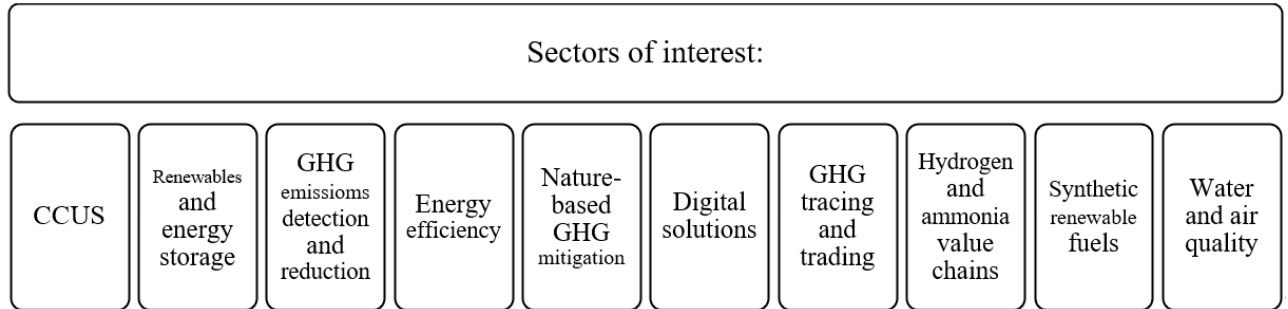 Sectors of interest:
CCUS
Renewables
and
energy
storage
GHG
emissioms
detection
and
reduction
Energy
efficiency
Nature-
based
GHG
mitigation
Digital
solutions
GHG
tracing
and
trading
Hydrogen
and
ammonia
value
chains
Synthetic
renewable
fuels
Water
and air
quality